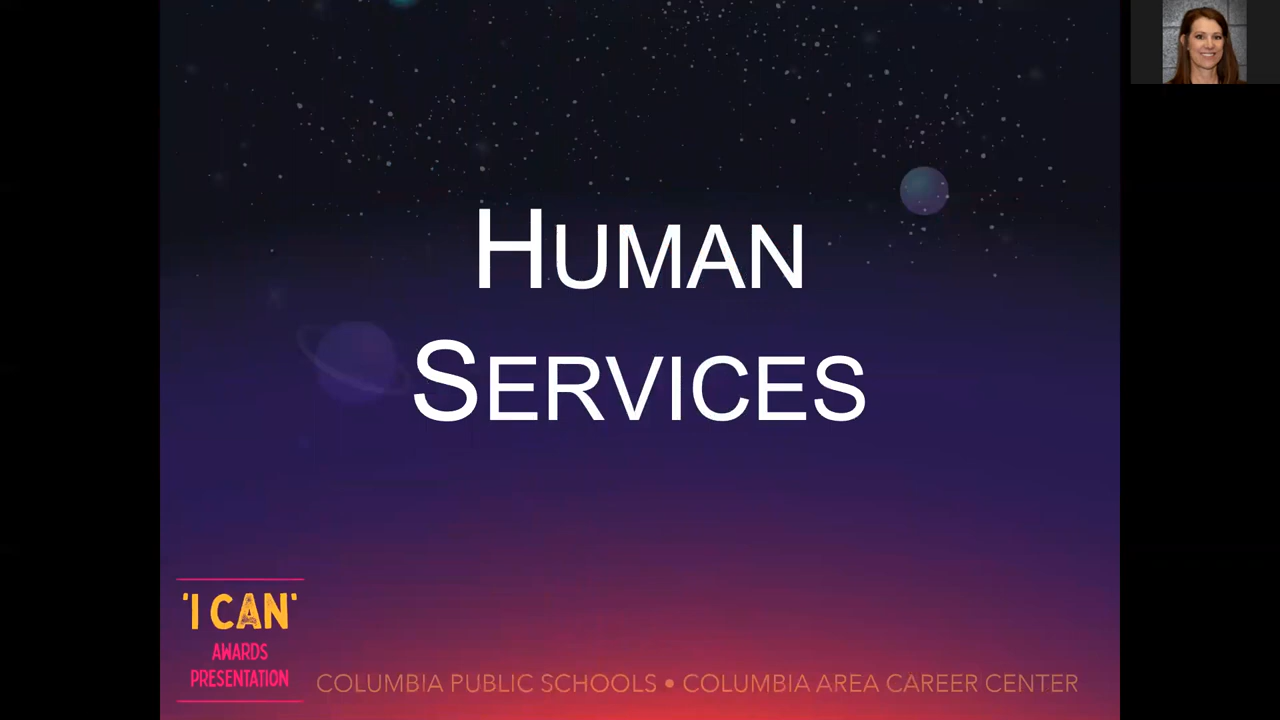 HUMAN
SERVICES
'I CAN'
AWARDS
PRESENTATION
COLUMBIA PUBLIC SCHOOLS • COLUMBIA AREA CAREER CENTER